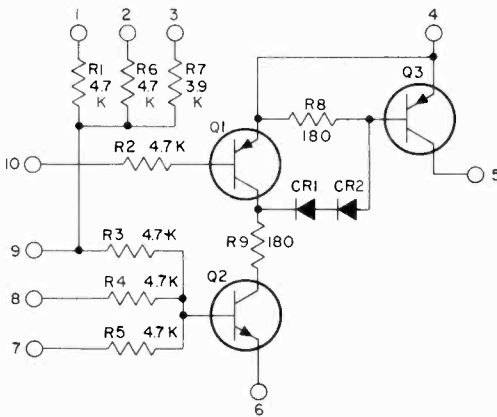 1 2 3 4
R1 4.7 K
R6 4.7 K
R7 3.9 K
Q3
R8
180
Q1
10 R2 4.7K
5
CR1 CR2
9 R3 4.7K
R9 180
8 R4 4.7K
Q2
7 R5 4.7K
6